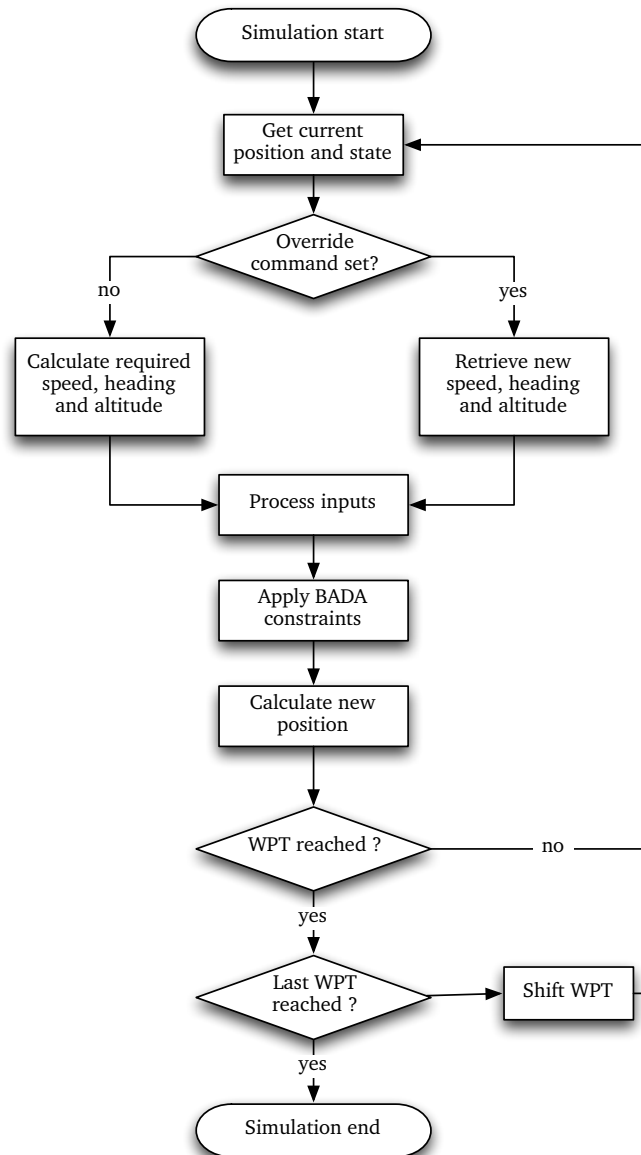 Simulation start
Get current
position and state
Override
command set?
no
yes
Calculate required
speed, heading
and altitude
Retrieve new
speed, heading
and altitude
Process inputs
Apply BADA
constraints
Calculate new
position
WPT reached ?
no
yes
Last WPT
reached ?
Shift WPT
yes
Simulation end